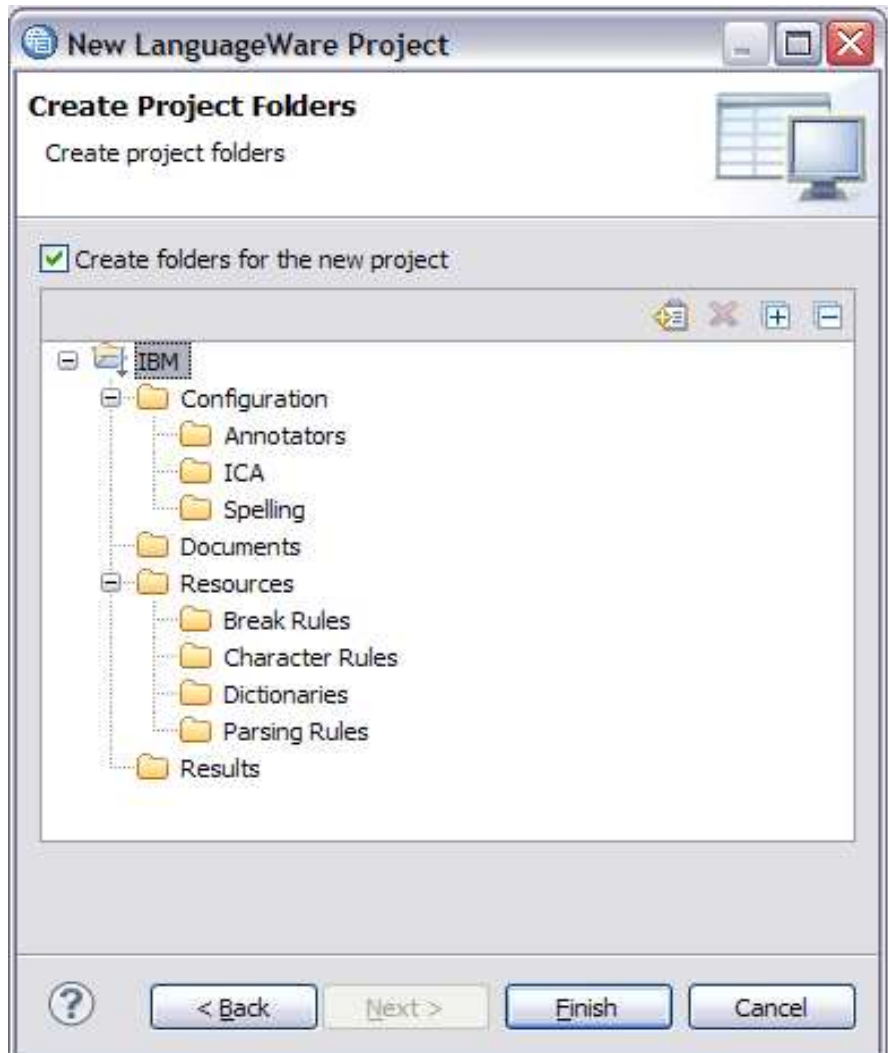 New LanguageWare Project
Create Project Folders
Create project folders
Create folders for the new project
IBM
Configuration
Annotators
ICA
Spelling
Documents
Resources
Break Rules
Character Rules
Dictionaries
Parsing Rules
Results
? < Back Next > Finish Cancel